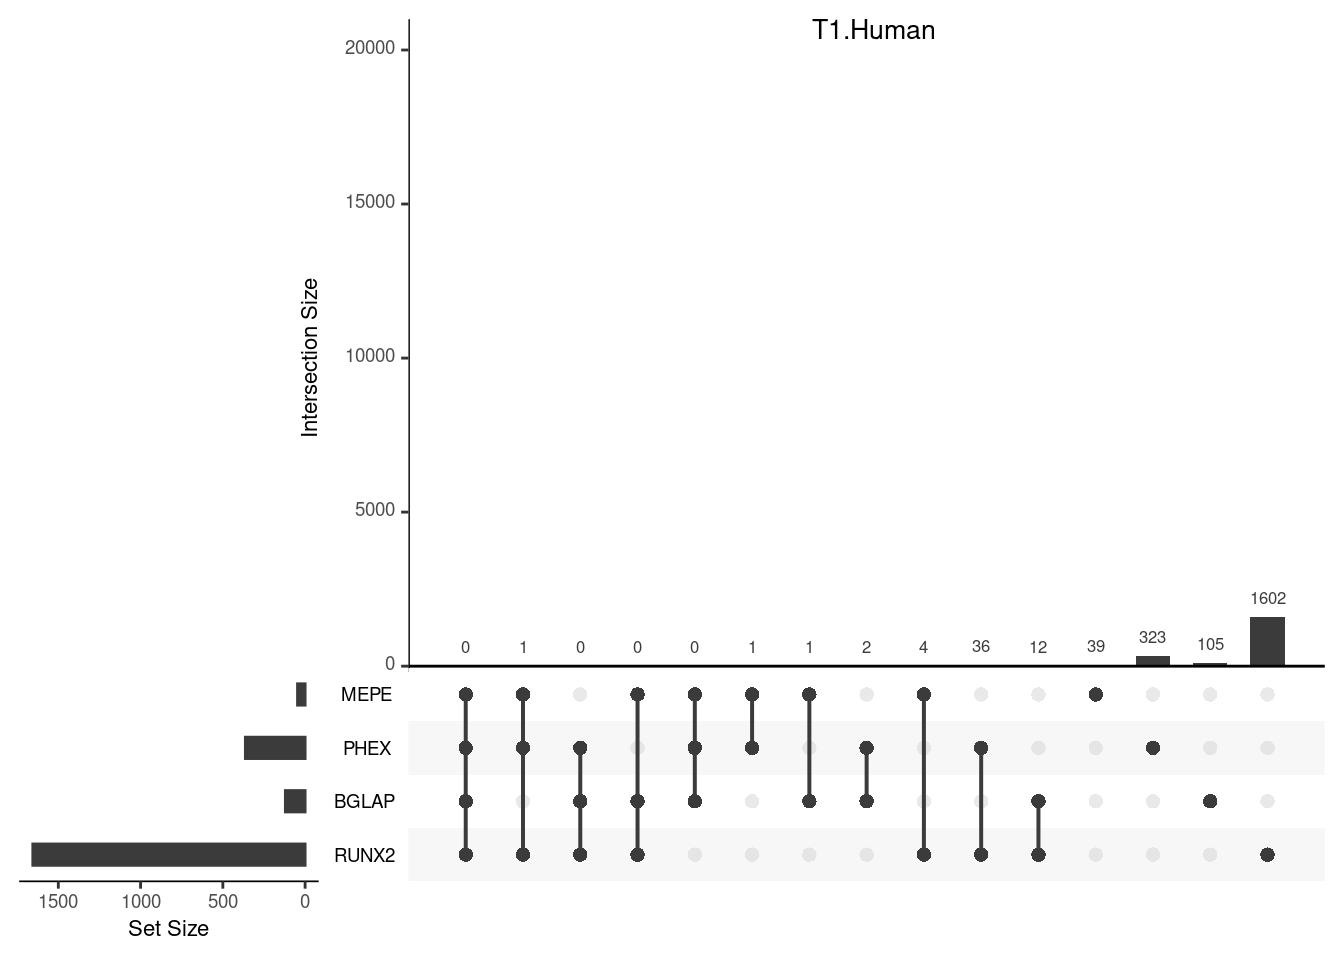 T1.Human
20000
15000
10000
5000
0
Intersection Size
0 1 0 0 0 1 1 2 4 36 12 39 323 105 1602
MEPE
PHEX
BGLAP
RUNX2
1500 1000 500 0
Set Size